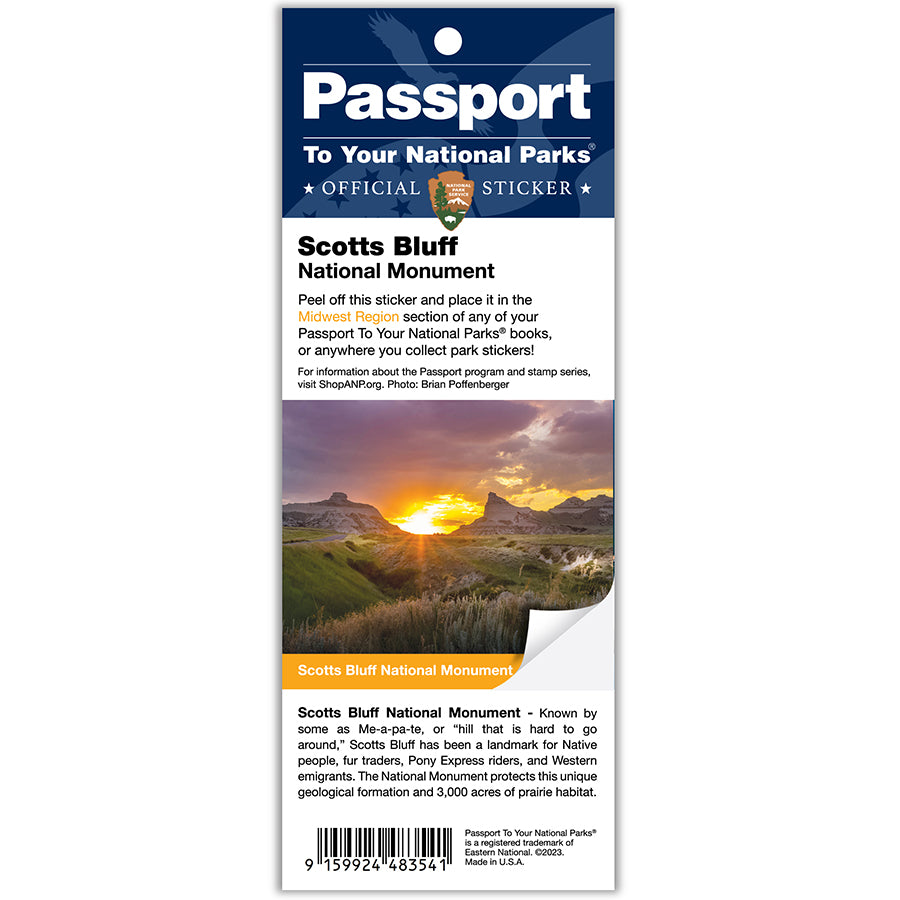 Passport
To Your National Parks®
★ OFFICIAL ★ STICKER ★
NATIONAL
PARK
SERVICE
Scotts Bluff
National Monument
Peel off this sticker and place it in the
Midwest Region section of any of your
Passport To Your National Parks® books,
or anywhere you collect park stickers!
For information about the Passport program and stamp series,
visit ShopANP.org. Photo: Brian Poffenberger
Scotts Bluff National Monument
Scotts Bluff National Monument - Known by
some as Me-a-pa-te, or “hill that is hard to go
around,” Scotts Bluff has been a landmark for Native
people, fur traders, Pony Express riders, and Western
emigrants. The National Monument protects this unique
geological formation and 3,000 acres of prairie habitat.
9 159924 483541
Passport To Your National Parks®
is a registered trademark of
Eastern National. ©2023.
Made in U.S.A.